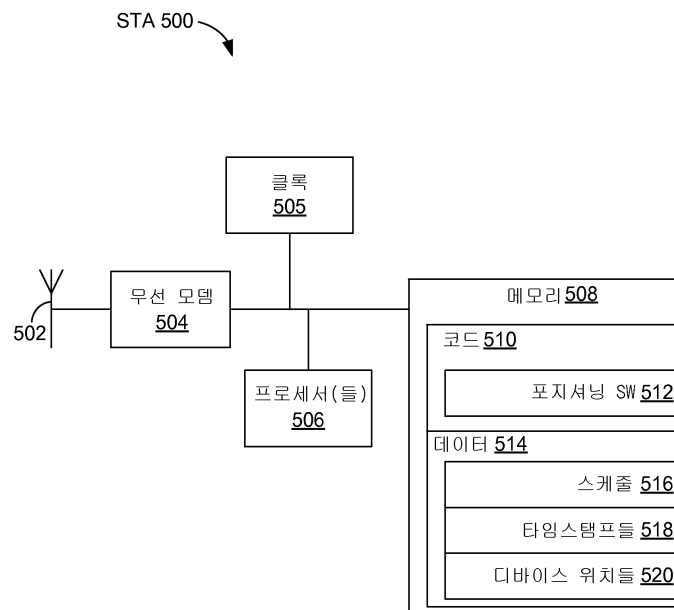 STA 500
클록
505
502
무선 모뎀
504
프로세서(들)
506
메모리 508
코드 510
포지셔닝 SW 512
데이터 514
스케줄 516
타임스탬프들 518
디바이스 위치들 520